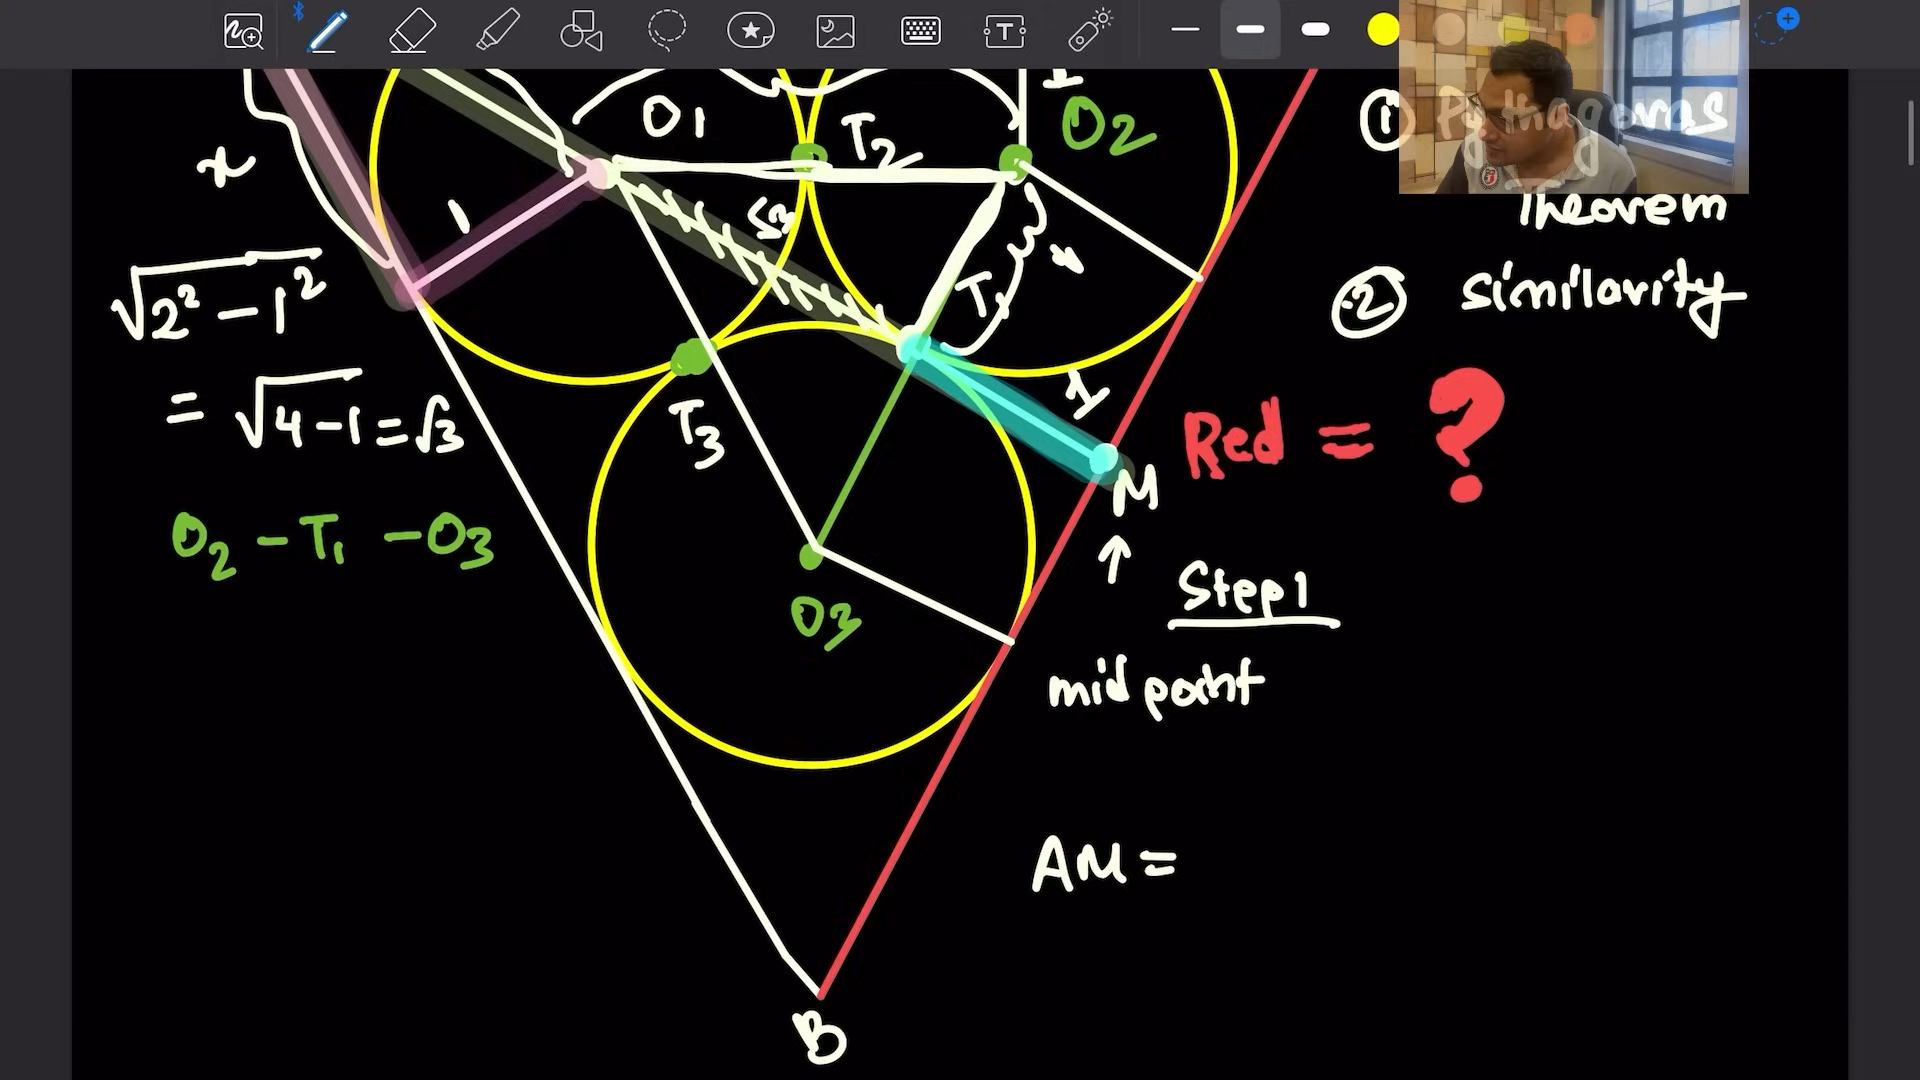 O1
T2
O2
① Pythagoras
Theorem
x
1
√3
T1
② similarity
√2² - 1²
= √4-1 = √3
T3
1
Red = ?
M
↑
O2 - T1 - O3
O3
Step 1
mid point
AM =
B